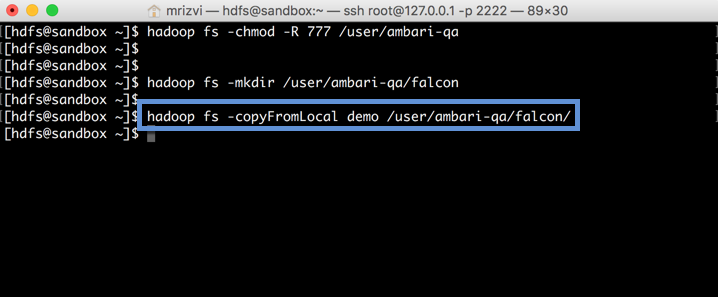 mrizvi — hdfs@sandbox:~ — ssh root@127.0.0.1 -p 2222 — 89×30
[[hdfs@sandbox ~]$ hadoop fs -chmod -R 777 /user/ambari-qa ]
[[hdfs@sandbox ~]$ ]
[[hdfs@sandbox ~]$ ]
[[hdfs@sandbox ~]$ hadoop fs -mkdir /user/ambari-qa/falcon ]
[[hdfs@sandbox ~]$ ]
[[hdfs@sandbox ~]$ hadoop fs -copyFromLocal demo /user/ambari-qa/falcon/ ]
[hdfs@sandbox ~]$